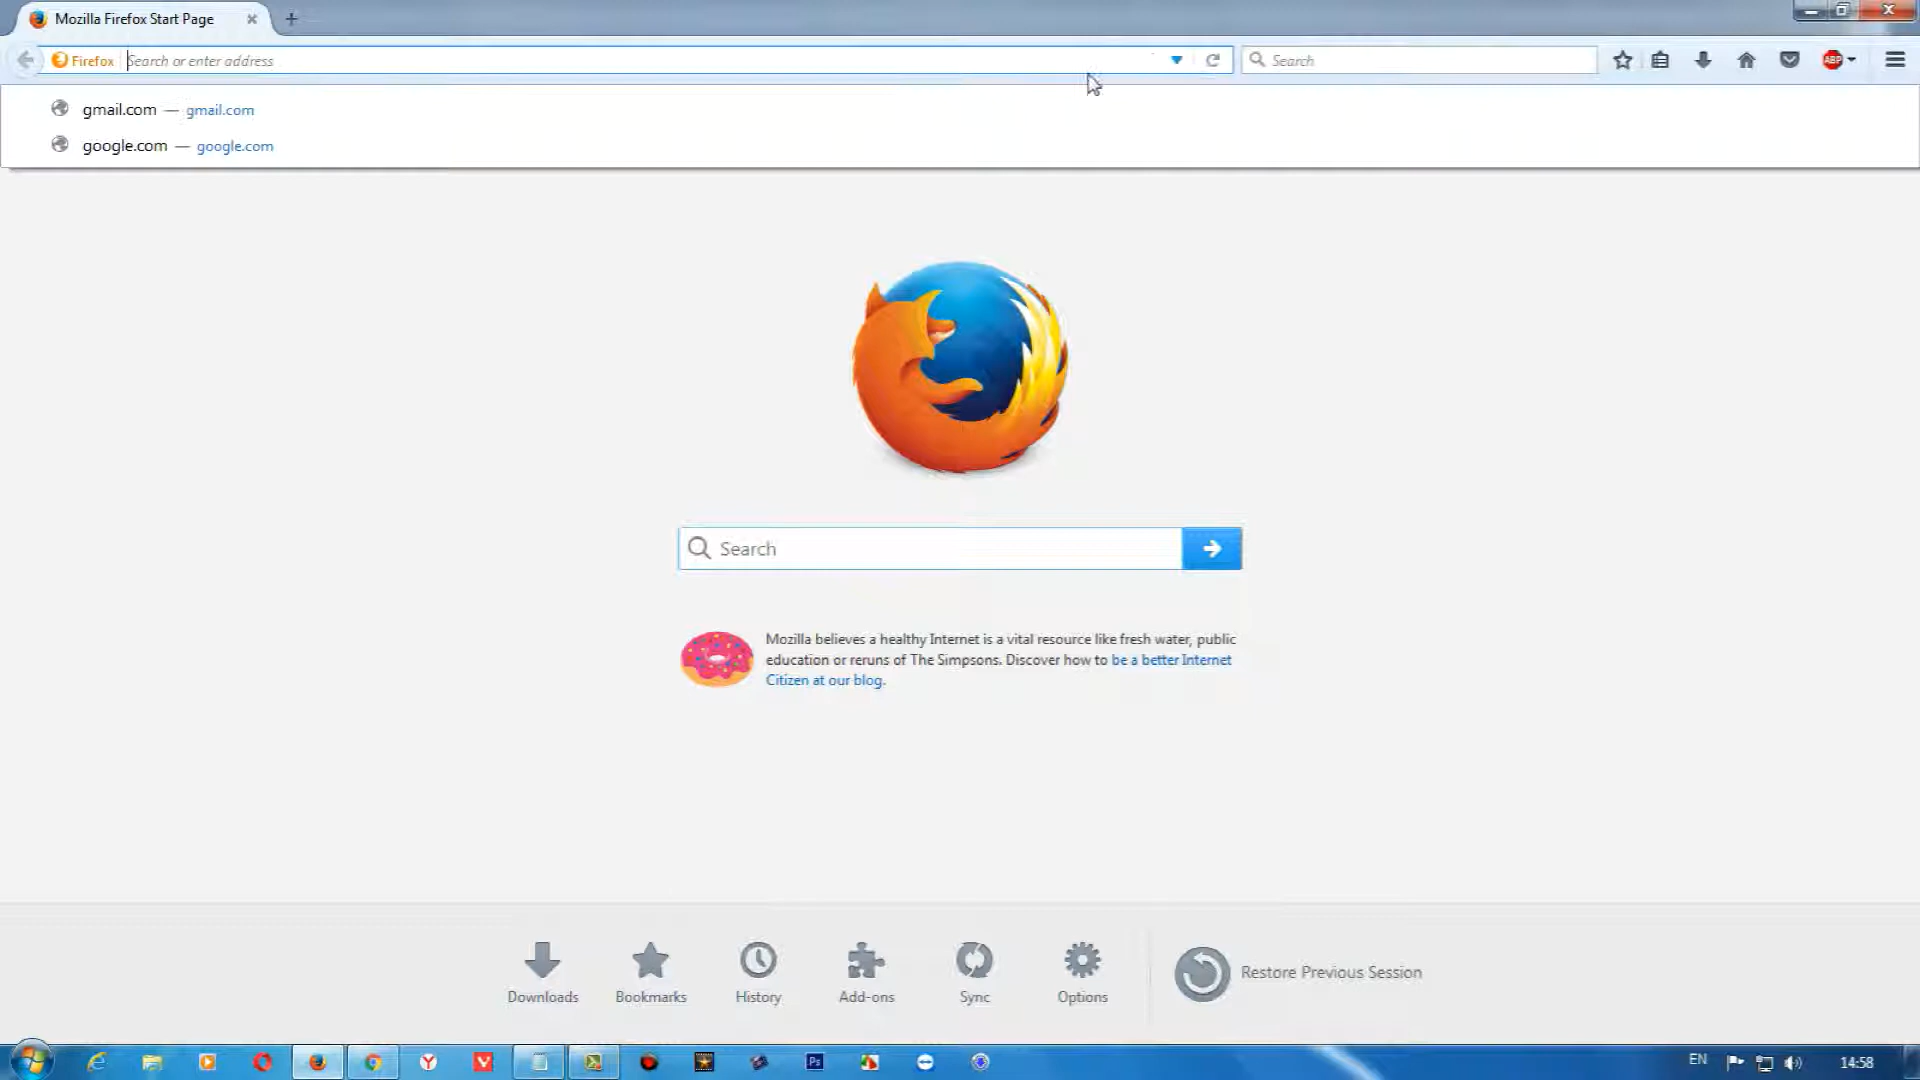 Mozilla Firefox Start Page
Firefox Search or enter address
Search
ABP
gmail.com — gmail.com
google.com — google.com
Search
Mozilla believes a healthy Internet is a vital resource like fresh water, public
education or reruns of The Simpsons. Discover how to be a better Internet
Citizen at our blog.
Downloads
Bookmarks
History
Add-ons
Sync
Options
Restore Previous Session
Ps
EN
14:58